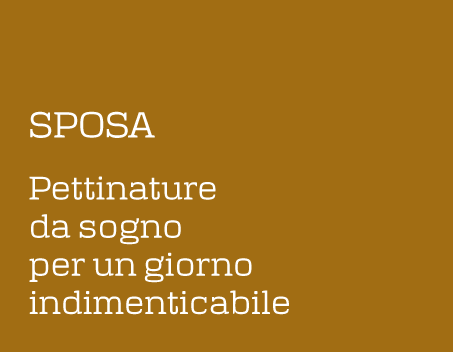 SPOSA
Pettinature
da sogno
per un giorno
indimenticabile